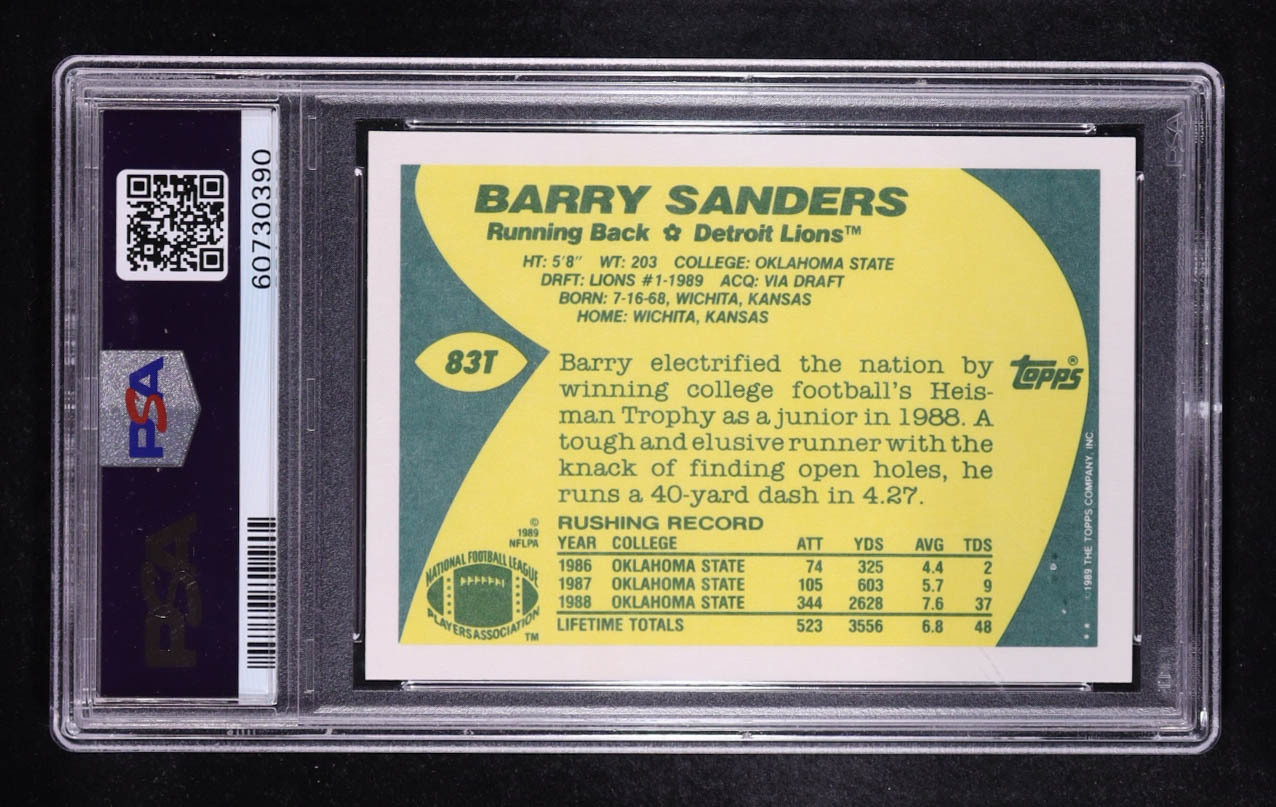 60730390
PSA
PSA
PSA
BARRY SANDERS
Running Back ✿ Detroit Lions™
HT: 5'8" WT: 203 COLLEGE: OKLAHOMA STATE
DRFT: LIONS #1-1989 ACQ: VIA DRAFT
BORN: 7-16-68, WICHITA, KANSAS
HOME: WICHITA, KANSAS
83T
Barry electrified the nation by
winning college football's Heis-
man Trophy as a junior in 1988. A
tough and elusive runner with the
knack of finding open holes, he
runs a 40-yard dash in 4.27.
Topps®
RUSHING RECORD
YEAR COLLEGE ATT YDS AVG TDS
1986 OKLAHOMA STATE 74 325 4.4 2
1987 OKLAHOMA STATE 105 603 5.7 9
1988 OKLAHOMA STATE 344 2628 7.6 37
LIFETIME TOTALS 523 3556 6.8 48
©
1989
NFLPA
NATIONAL FOOTBALL LEAGUE
PLAYERS ASSOCIATION
TM
©1989 THE TOPPS COMPANY, INC.
**